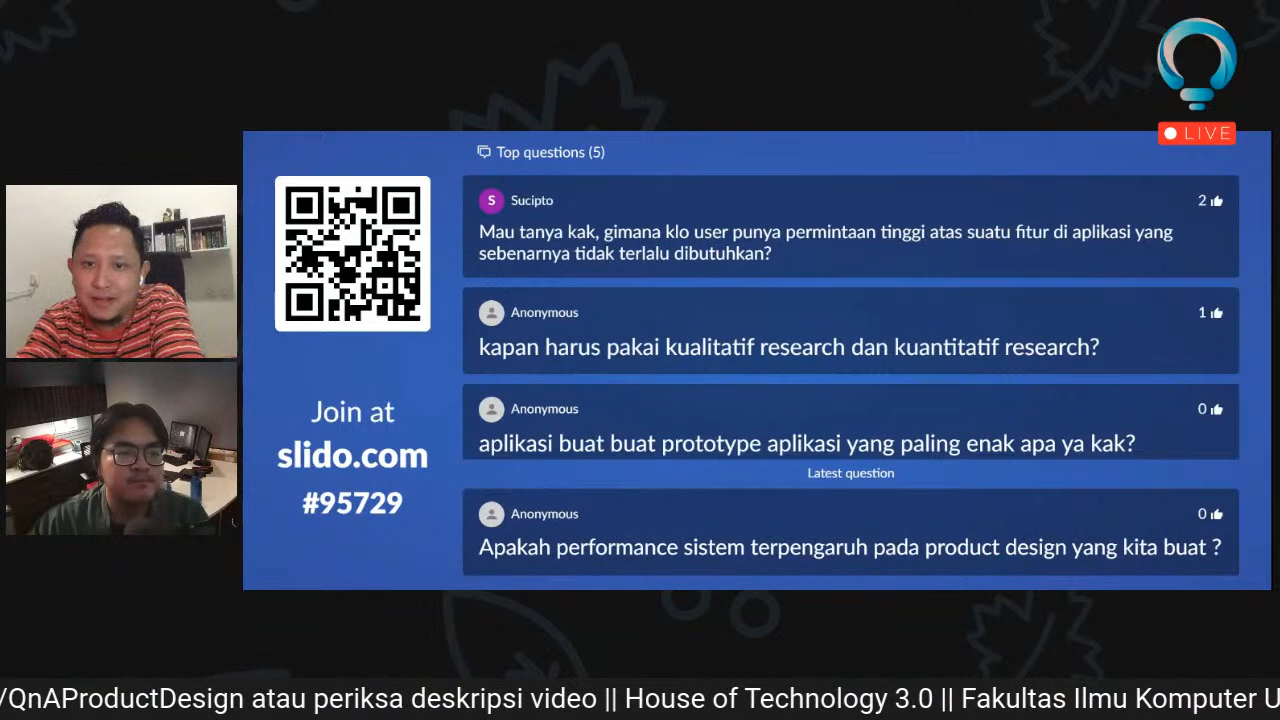 LIVE
Top questions (5)
S Sucipto
2
Mau tanya kak, gimana klo user punya permintaan tinggi atas suatu fitur di aplikasi yang
sebenarnya tidak terlalu dibutuhkan?
Anonymous
1
kapan harus pakai kualitatif research dan kuantitatif research?
Anonymous
0
aplikasi buat buat prototype aplikasi yang paling enak apa ya kak?
Latest question
Anonymous
0
Apakah performance sistem terpengaruh pada product design yang kita buat ?
Join at
slido.com
#95729
/QnAProductDesign atau periksa deskripsi video || House of Technology 3.0 || Fakultas Ilmu Komputer U